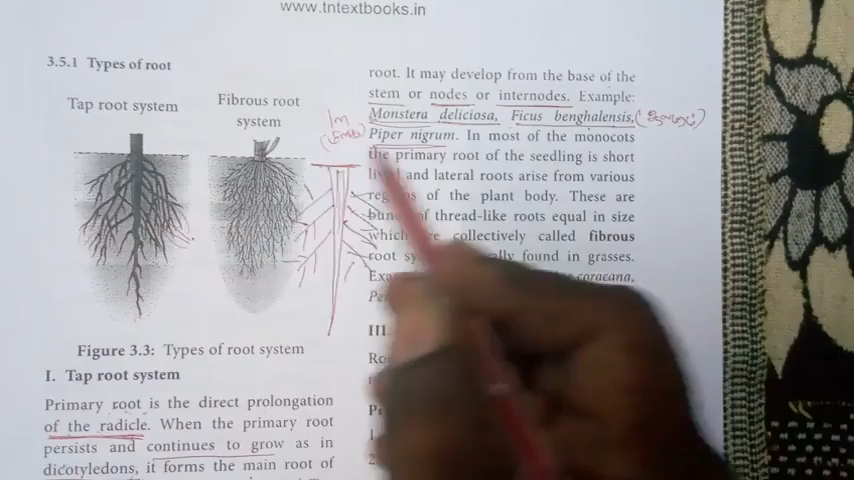 www.tntextbooks.in
3.5.1 Types of root
Tap root system
Fibrous root
system
Figure 3.3: Types of root system
I. Tap root system
Primary root is the direct prolongation
of the radicle. When the primary root
persists and continues to grow as in
dicotyledons, it forms the main root of
root. It may develop from the base of the
stem or nodes or internodes. Example:
Monstera deliciosa, Ficus benghalensis,
Piper nigrum. In most of the monocots
the primary root of the seedling is short
and lateral roots arise from various
of the plant body. These are
of thread-like roots equal in size
which are collectively called fibrous
root found in grasses.
coracana,
III.